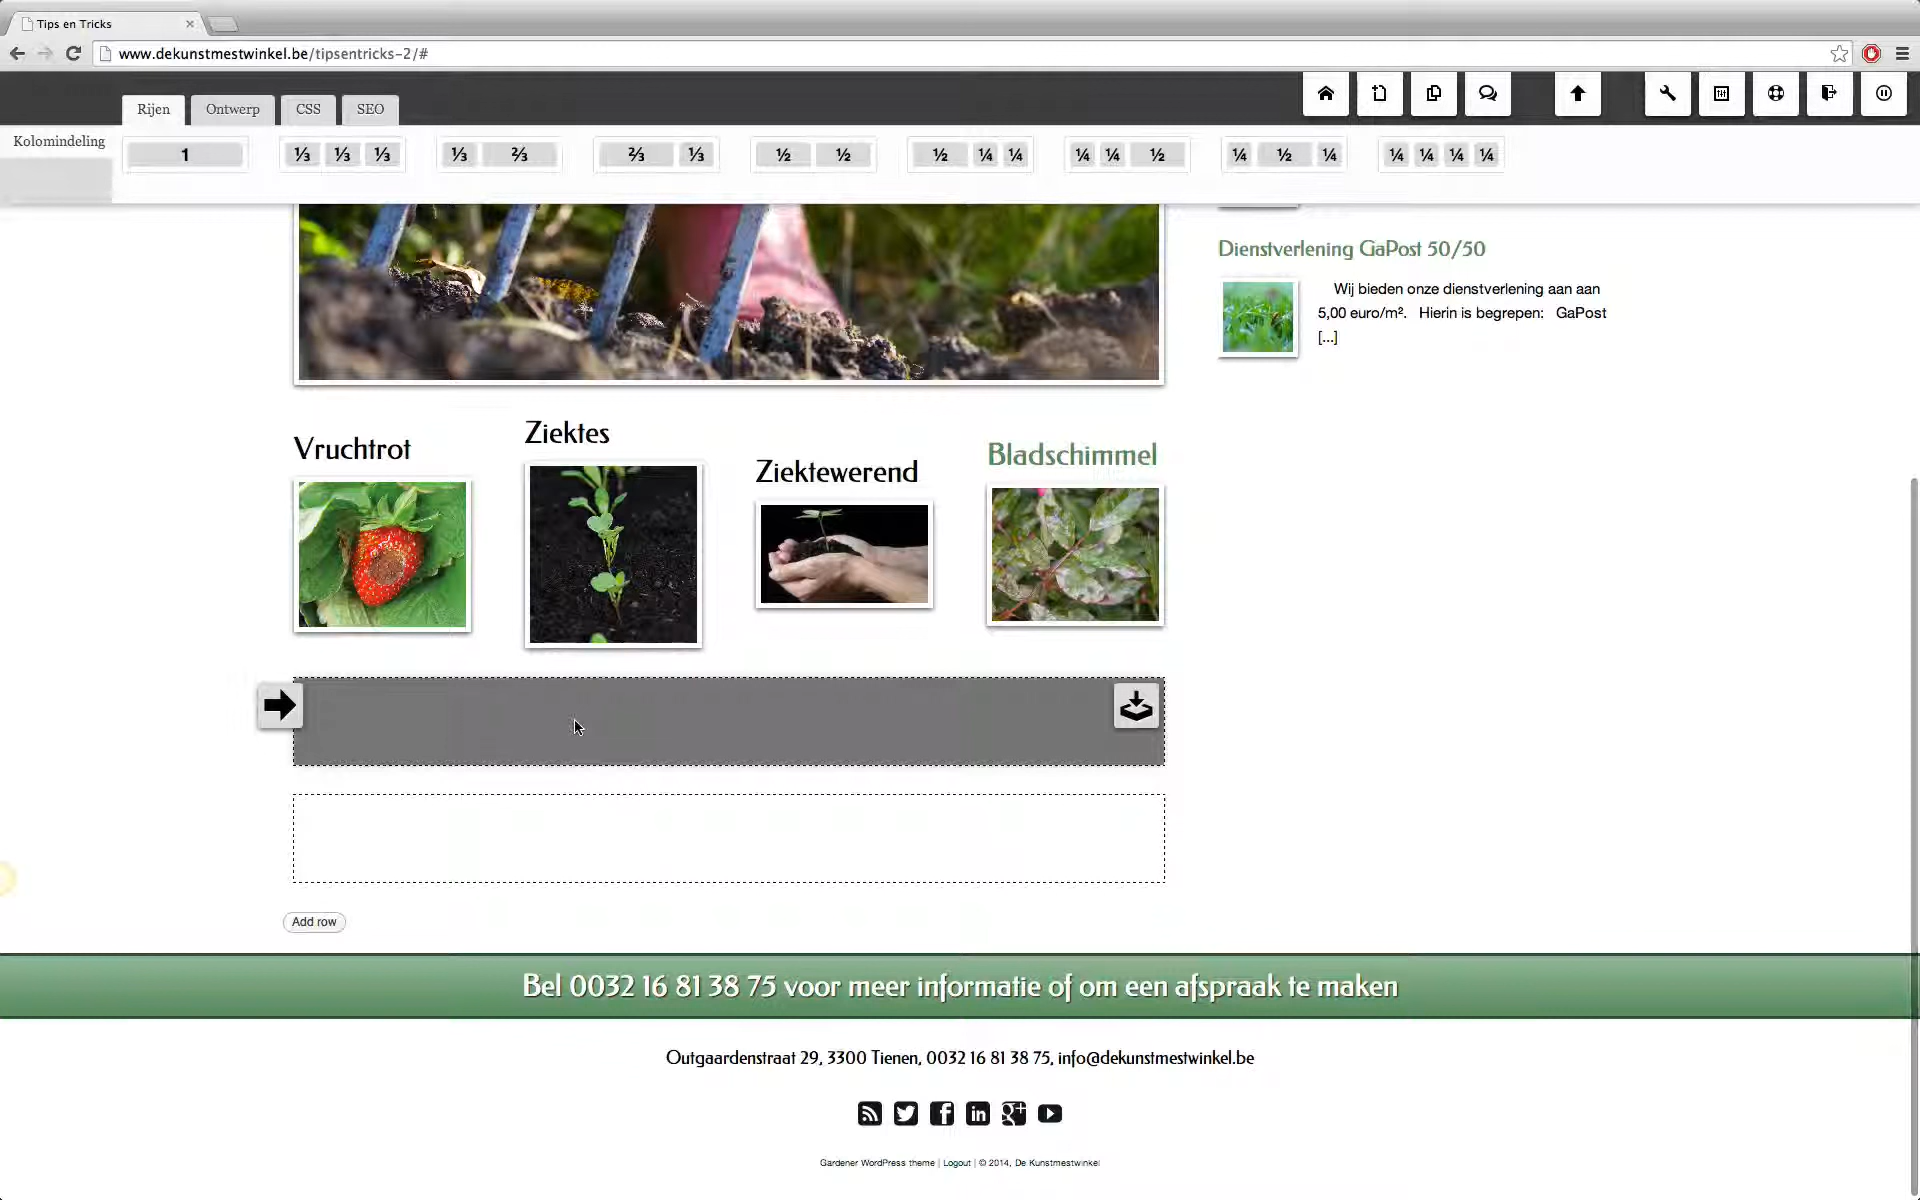 Tips en Tricks
www.dekunstmestwinkel.be/tipsentricks-2/#
Rijen Ontwerp CSS SEO
Kolomindeling
1 ⅓ ⅓ ⅓ ⅓ ⅔ ⅔ ⅓ ½ ½ ½ ¼ ¼ ¼ ¼ ½ ¼ ½ ¼ ¼ ¼ ¼ ¼
Dienstverlening GaPost 50/50
Wij bieden onze dienstverlening aan aan
5,00 euro/m². Hierin is begrepen: GaPost
[...]
Vruchtrot
Ziektes
Ziektewerend
Bladschimmel
Add row
Bel 0032 16 81 38 75 voor meer informatie of om een afspraak te maken
Outgaardenstraat 29, 3300 Tienen, 0032 16 81 38 75, info@dekunstmestwinkel.be
Gardener WordPress theme | Logout | © 2014, De Kunstmestwinkel